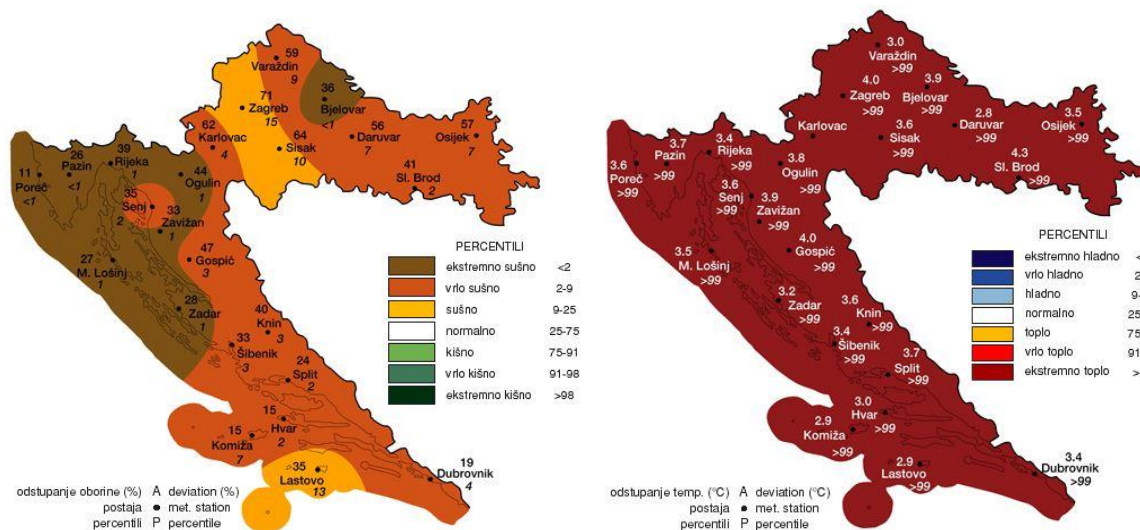 59
Varaždin
9
36
Bjelovar
<1
71
Zagreb
15
62
Karlovac
4
64
Sisak
10
56
Daruvar
7
57
Osijek
7
41
Sl. Brod
2
39
Rijeka
1
26
Pazin
<1
11
Poreč
<1
44
Ogulin
1
35
Senj
2
33
Zavižan
1
47
Gospić
3
27
M. Lošinj
1
28
Zadar
1
40
Knin
3
33
Šibenik
3
24
Split
2
15
Hvar
2
15
Komiža
7
35
Lastovo
13
19
Dubrovnik
4
PERCENTILI
ekstremno sušno <2
vrlo sušno 2-9
sušno 9-25
normalno 25-75
kišno 75-91
vrlo kišno 91-98
ekstremno kišno >98
odstupanje oborine (%) A deviation (%)
postaja ● met. station
percentili P percentile
3.0
Varaždin
>99
4.0
Zagreb
>99
3.9
Bjelovar
>99
Karlovac
3.6
Sisak
>99
2.8
Daruvar
>99
3.5
Osijek
>99
4.3
Sl. Brod
>99
3.4
Rijeka
>99
3.7
Pazin
>99
3.6
Poreč
>99
3.8
Ogulin
>99
3.6
Senj
>99
3.9
Zavižan
>99
4.0
Gospić
>99
3.5
M. Lošinj
>99
3.2
Zadar
>99
3.6
Knin
>99
3.4
Šibenik
>99
3.7
Split
>99
3.0
Hvar
>99
2.9
Komiža
>99
2.9
Lastovo
>99
3.4
Dubrovnik
>99
PERCENTILI
ekstremno hladno <
vrlo hladno 2
hladno 9-
normalno 25
toplo 75
vrlo toplo 91
ekstremno toplo >
odstupanje temp. (°C) A deviation (°C)
postaja ● met. station
percentili P percentile